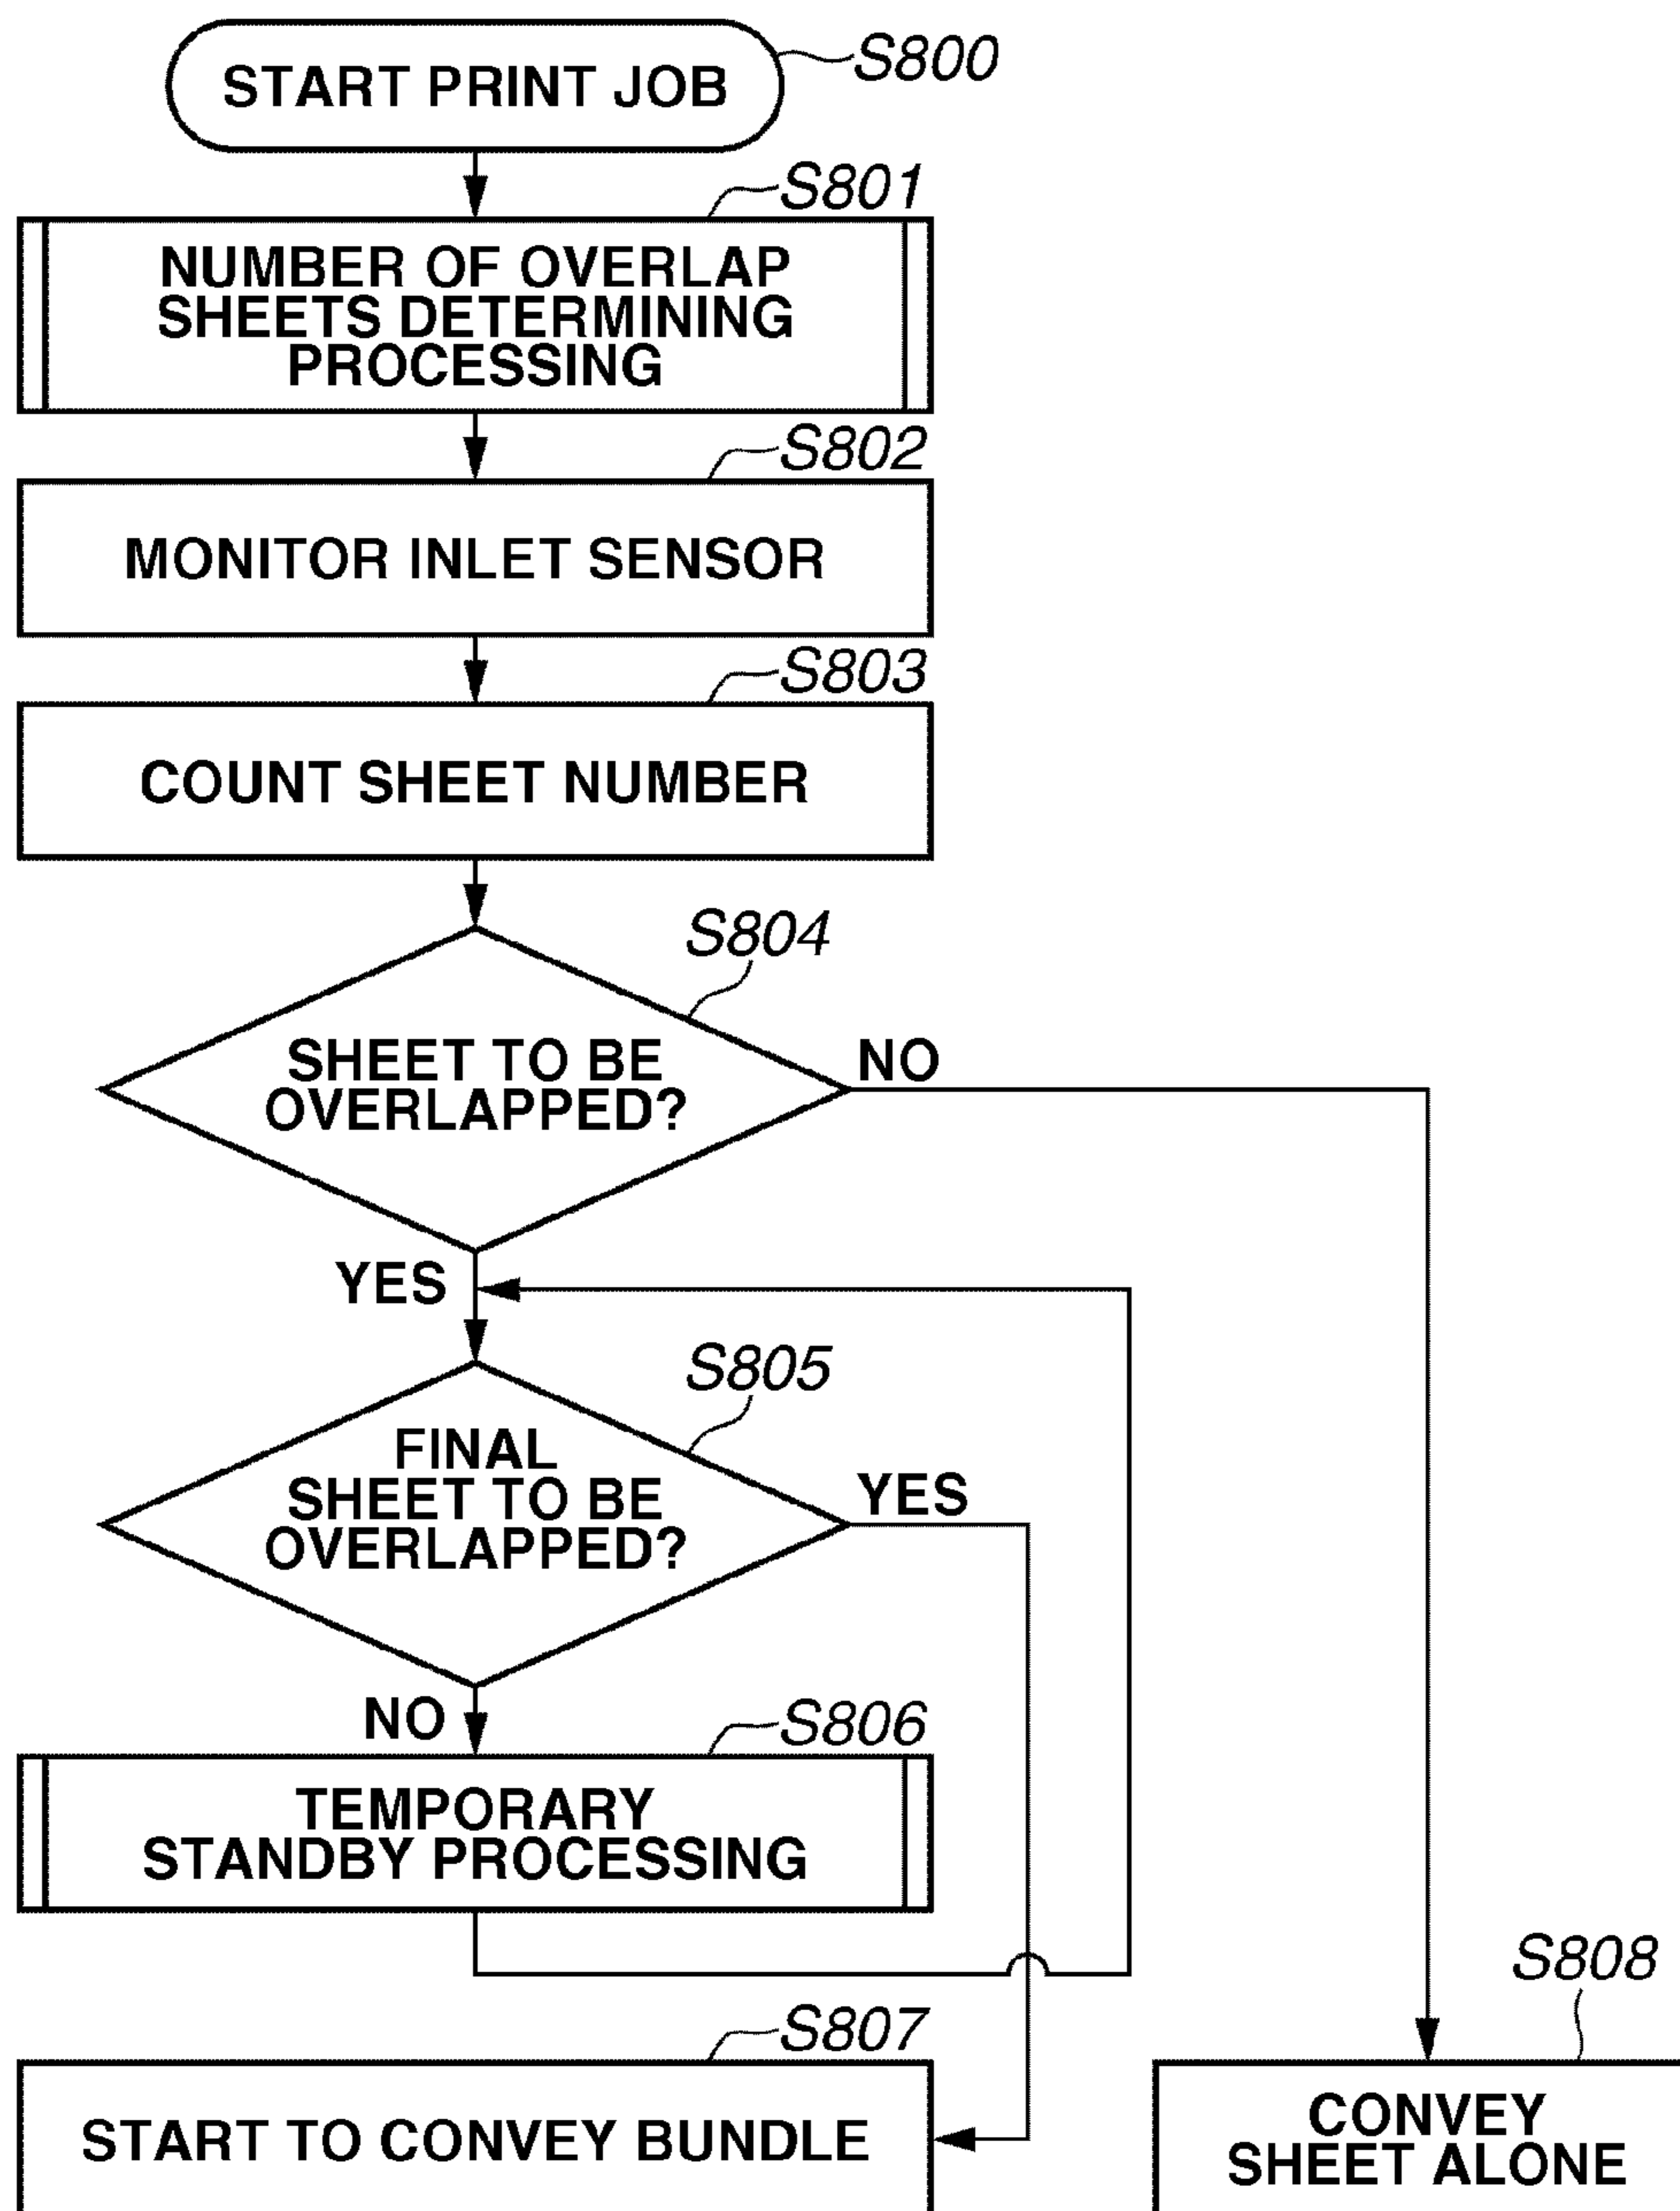 START PRINT JOB
S800
S801
NUMBER OF OVERLAP
SHEETS DETERMINING
PROCESSING
S802
MONITOR INLET SENSOR
S803
COUNT SHEET NUMBER
S804
SHEET TO BE
OVERLAPPED?
NO
YES
S805
FINAL
SHEET TO BE
OVERLAPPED?
YES
NO
S806
TEMPORARY
STANDBY PROCESSING
S807
START TO CONVEY BUNDLE
S808
CONVEY
SHEET ALONE